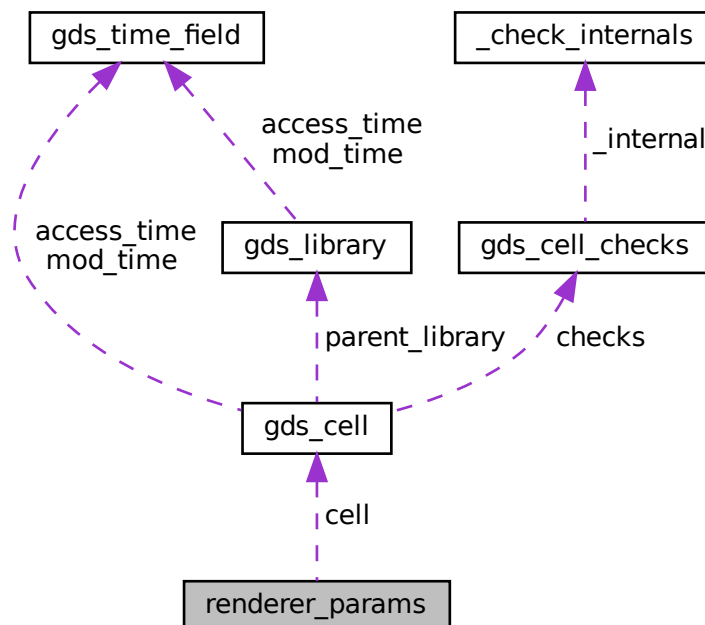 gds_time_field
_check_internals
access_time
mod_time
_internal
access_time
mod_time
gds_library
gds_cell_checks
parent_library
checks
gds_cell
cell
renderer_params